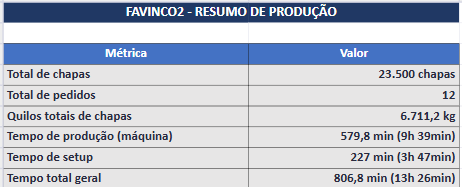 FAVINCO2 - RESUMO DE PRODUÇÃO
Métrica Valor
Total de chapas 23.500 chapas
Total de pedidos 12
Quilos totais de chapas 6.711,2 kg
Tempo de produção (máquina) 579,8 min (9h 39min)
Tempo de setup 227 min (3h 47min)
Tempo total geral 806,8 min (13h 26min)